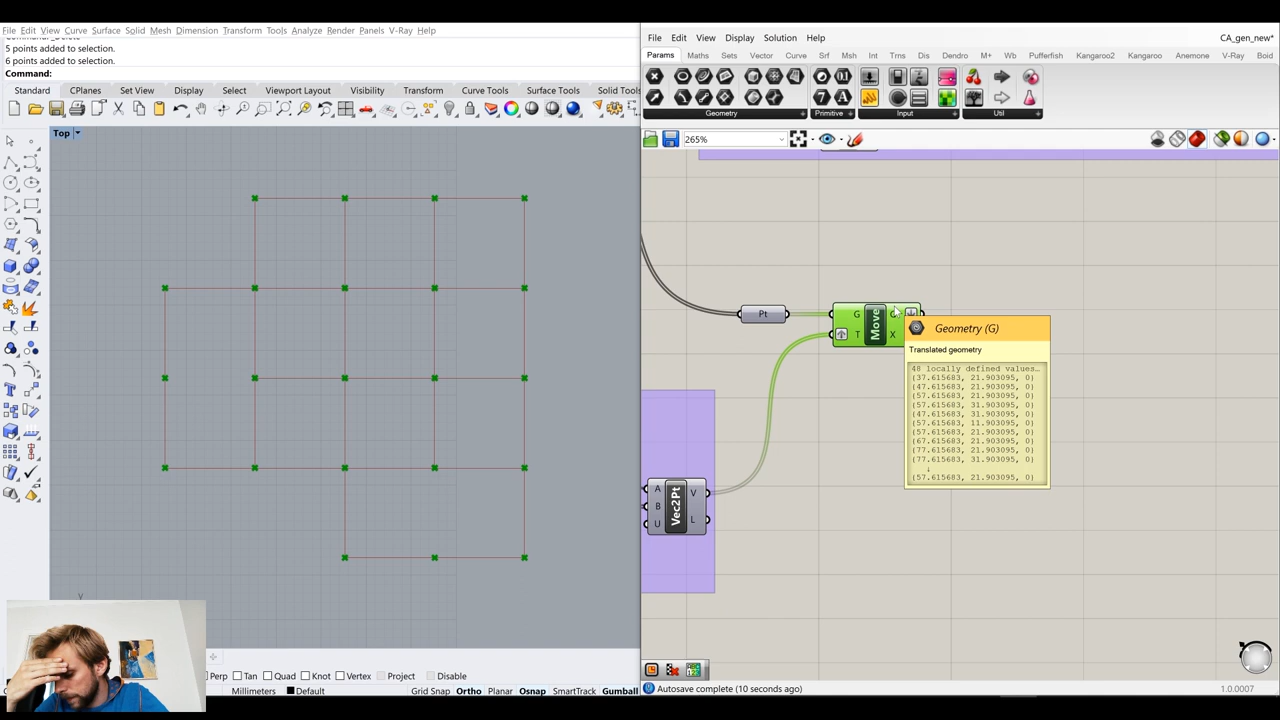 File Edit View Curve Surface Solid Mesh Dimension Transform Tools Analyze Render Panels V-Ray Help
5 points added to selection.
6 points added to selection.
Command:
Standard CPlanes Set View Display Select Viewport Layout Visibility Transform Curve Tools Surface Tools Solid Tools
Top
y
Perp Tan Quad Knot Vertex Project Disable
Millimeters Default Grid Snap Ortho Planar Osnap SmartTrack Gumball
File Edit View Display Solution Help CA_gen_new*
Params Maths Sets Vector Curve Srf Msh Int Trns Dis Dendro M+ Wb Pufferfish Kangaroo2 Kangaroo Anemone V-Ray Boid
Geometry Primitive Input Util
265%
Pt
G Move
T X
Geometry (G)
Translated geometry
48 locally defined values…
(37.615683, 21.903095, 0)
(47.615683, 21.903095, 0)
(57.615683, 21.903095, 0)
(57.615683, 31.903095, 0)
(47.615683, 31.903095, 0)
(57.615683, 11.903095, 0)
(57.615683, 21.903095, 0)
(67.615683, 21.903095, 0)
(77.615683, 21.903095, 0)
(77.615683, 31.903095, 0)
↓
(57.615683, 21.903095, 0)
A B U Vec2Pt V L
Autosave complete (10 seconds ago) 1.0.0007